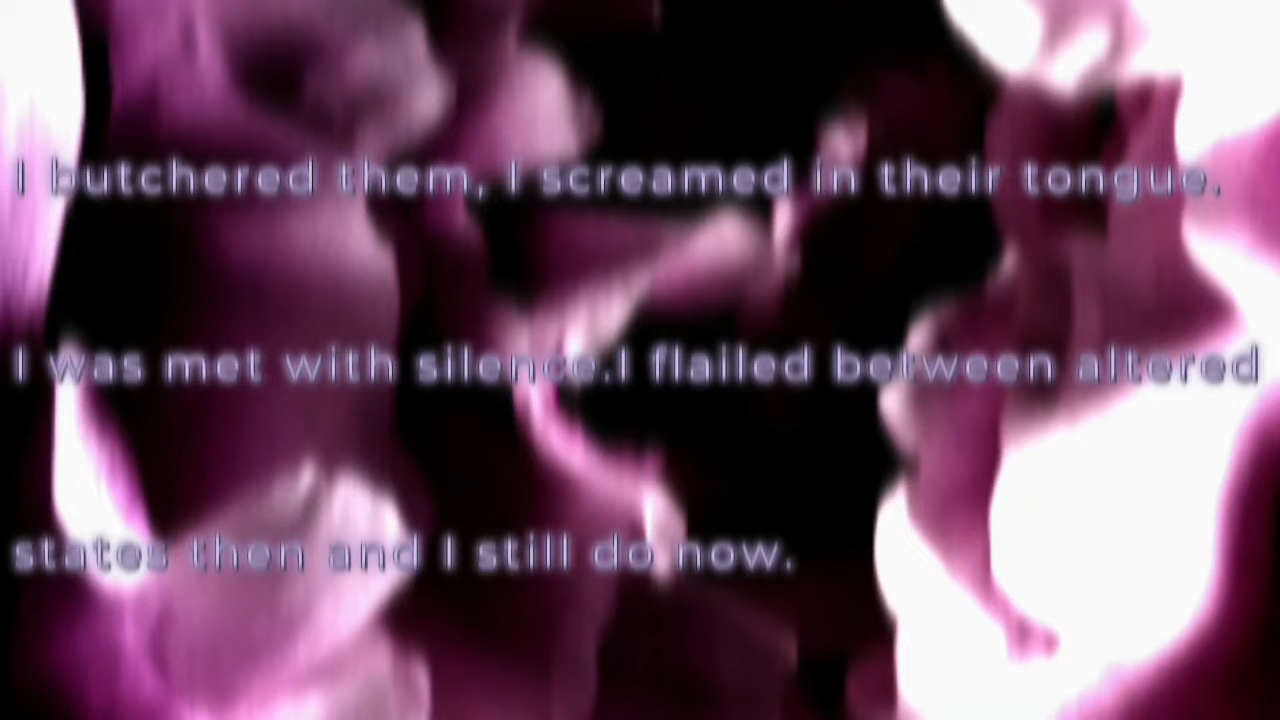 I butchered them, I screamed in their tongue.
I was met with silence.I flailed between altered
states then and I still do now.